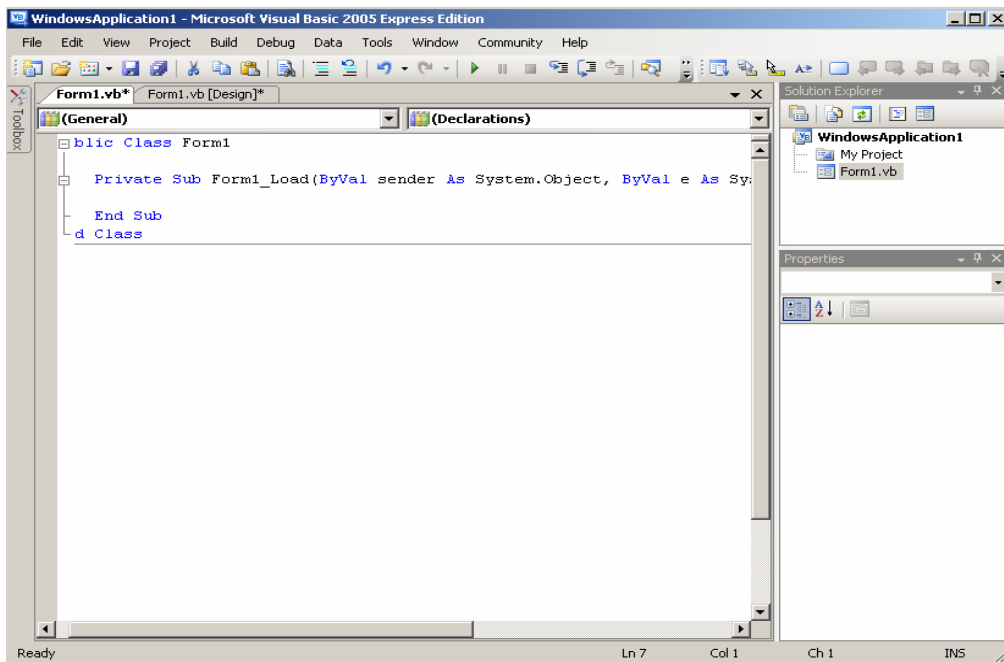 WindowsApplication1 - Microsoft Visual Basic 2005 Express Edition
File Edit View Project Build Debug Data Tools Window Community Help
Toolbox
Form1.vb* Form1.vb [Design]*
(General) (Declarations)
blic Class Form1
Private Sub Form1_Load(ByVal sender As System.Object, ByVal e As Sys
End Sub
d Class
Solution Explorer
WindowsApplication1
My Project
Form1.vb
Properties
Ready Ln 7 Col 1 Ch 1 INS